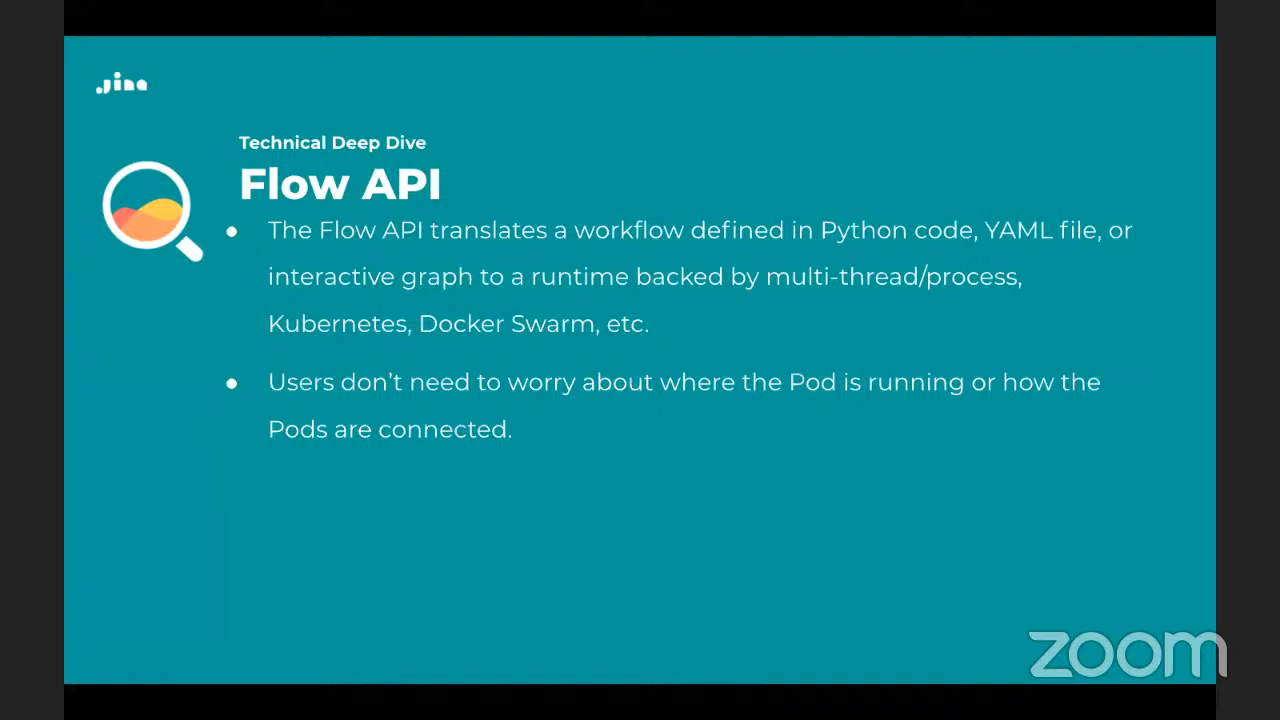 Jina
Technical Deep Dive
Flow API
● The Flow API translates a workflow defined in Python code, YAML file, or
interactive graph to a runtime backed by multi-thread/process,
Kubernetes, Docker Swarm, etc.
● Users don’t need to worry about where the Pod is running or how the
Pods are connected.
zoom